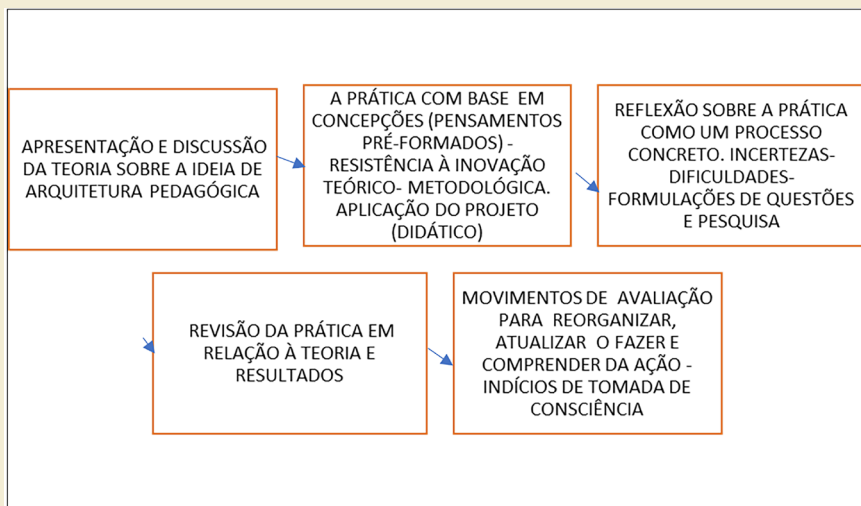 APRESENTAÇÃO E DISCUSSÃO
DA TEORIA SOBRE A IDEIA DE
ARQUITETURA PEDAGÓGICA
A PRÁTICA COM BASE EM
CONCEPÇÕES (PENSAMENTOS
PRÉ-FORMADOS) -
RESISTÊNCIA À INOVAÇÃO
TEÓRICO- METODOLÓGICA.
APLICAÇÃO DO PROJETO
(DIDÁTICO)
REFLEXÃO SOBRE A PRÁTICA
COMO UM PROCESSO
CONCRETO. INCERTEZAS-
DIFICULDADES-
FORMULAÇÕES DE QUESTÕES
E PESQUISA
REVISÃO DA PRÁTICA EM
RELAÇÃO À TEORIA E
RESULTADOS
MOVIMENTOS DE AVALIAÇÃO
PARA REORGANIZAR,
ATUALIZAR O FAZER E
COMPRENDER DA AÇÃO -
INDÍCIOS DE TOMADA DE
CONSCIÊNCIA